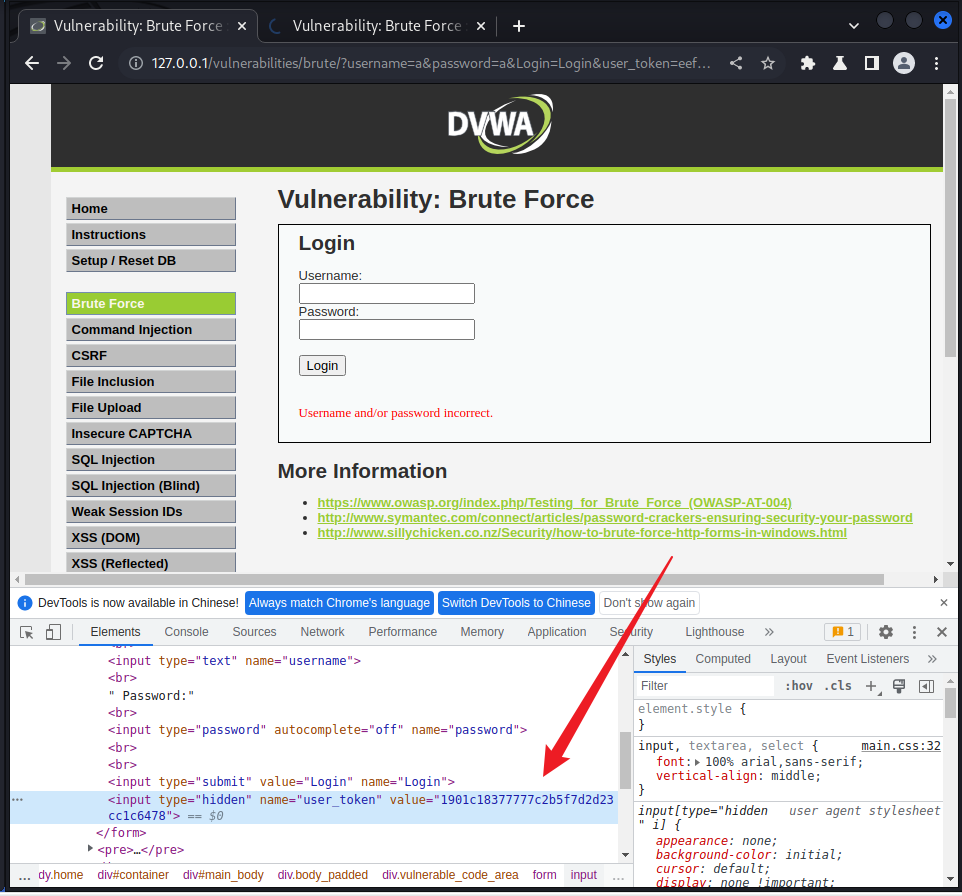 Vulnerability: Brute Force
Vulnerability: Brute Force
127.0.0.1/vulnerabilities/brute/?username=a&password=a&Login=Login&user_token=eef…
DVWA
Home
Instructions
Setup / Reset DB
Brute Force
Command Injection
CSRF
File Inclusion
File Upload
Insecure CAPTCHA
SQL Injection
SQL Injection (Blind)
Weak Session IDs
XSS (DOM)
XSS (Reflected)
Vulnerability: Brute Force
Login
Username:
Password:
Login
Username and/or password incorrect.
More Information
• https://www.owasp.org/index.php/Testing_for_Brute_Force_(OWASP-AT-004)
• http://www.symantec.com/connect/articles/password-crackers-ensuring-security-your-password
• http://www.sillychicken.co.nz/Security/how-to-brute-force-http-forms-in-windows.html
DevTools is now available in Chinese! Always match Chrome's language Switch DevTools to Chinese Don't show again
Elements Console Sources Network Performance Memory Application Security Lighthouse » 1
<input type="text" name="username">
<br>
" Password:"
<br>
<input type="password" autocomplete="off" name="password">
<br>
<br>
<input type="submit" value="Login" name="Login">
<input type="hidden" name="user_token" value="1901c18377777c2b5f7d2d23
cc1c6478"> == $0
</form>
<pre>…</pre>
... dy.home div#container div#main_body div.body_padded div.vulnerable_code_area form input ...
Styles Computed Layout Event Listeners »
Filter :hov .cls +
element.style {
}
input, textarea, select { main.css:32
font: 100% arial,sans-serif;
vertical-align: middle;
}
input[type="hidden user agent stylesheet
" i] {
appearance: none;
background-color: initial;
cursor: default;
display: none !important;